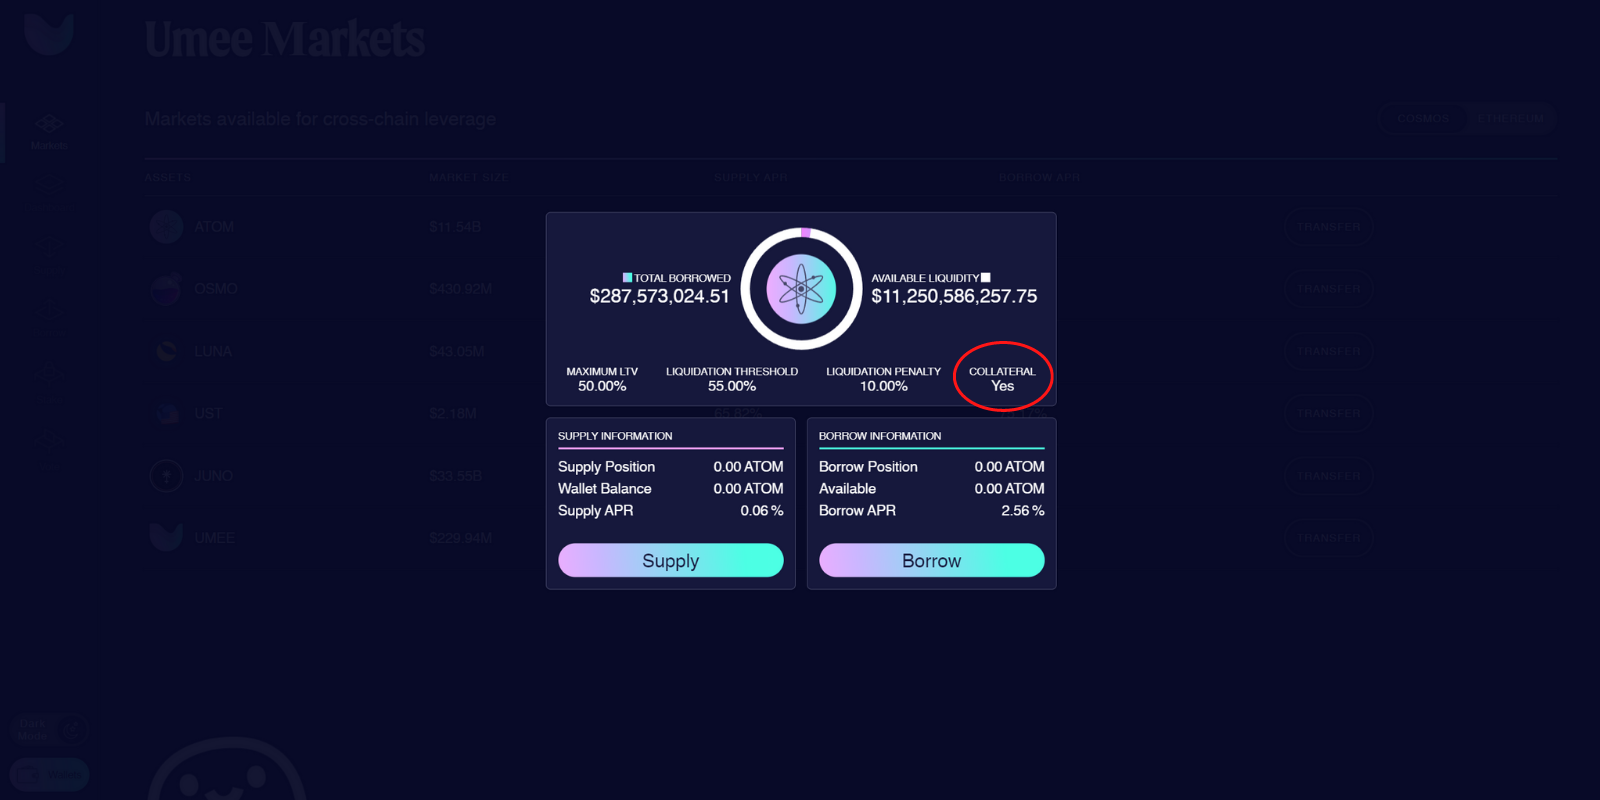 Umee Markets
Markets available for cross-chain leverage
COSMOS ETHEREUM
Markets
ASSETS MARKET SIZE SUPPLY APR BORROW APR
ATOM $11.54B TRANSFER
TOTAL BORROWED
$287,573,024.51
AVAILABLE LIQUIDITY
$11,250,586,257.75
OSMO $430.92M TRANSFER
LUNA $43.05M TRANSFER
MAXIMUM LTV LIQUIDATION THRESHOLD LIQUIDATION PENALTY COLLATERAL
50.00% 55.00% 10.00% Yes
UST $2.18M 65.82% TRANSFER
SUPPLY INFORMATION
Supply Position 0.00 ATOM
Wallet Balance 0.00 ATOM
Supply APR 0.06 %
Supply
BORROW INFORMATION
Borrow Position 0.00 ATOM
Available 0.00 ATOM
Borrow APR 2.56 %
Borrow
JUNO $33.55B TRANSFER
UMEE $229.94M TRANSFER
Dark
Mode